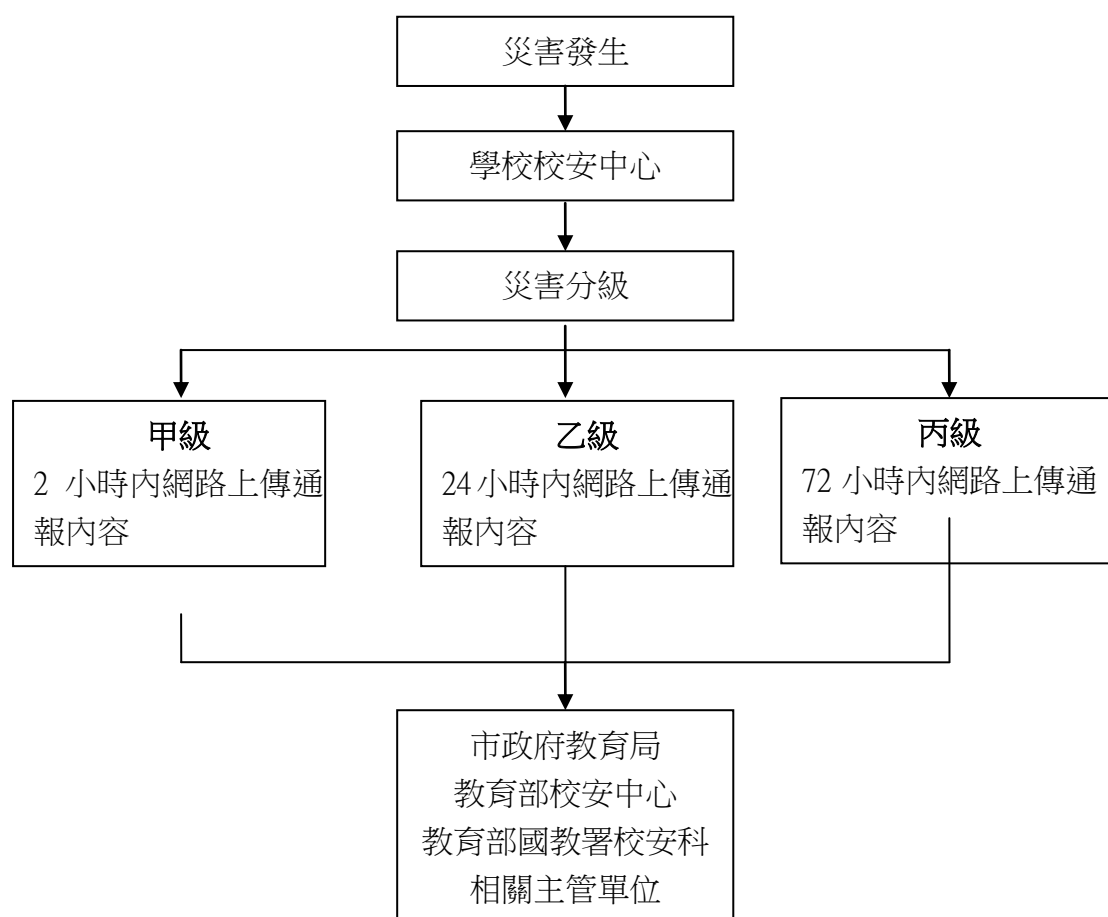 災害發生
學校校安中心
災害分級
甲級
2 小時內網路上傳通
報內容
乙級
24小時內網路上傳通
報內容
丙級
72 小時內網路上傳通
報內容
市政府教育局
教育部校安中心
教育部國教署校安科
相關主管單位